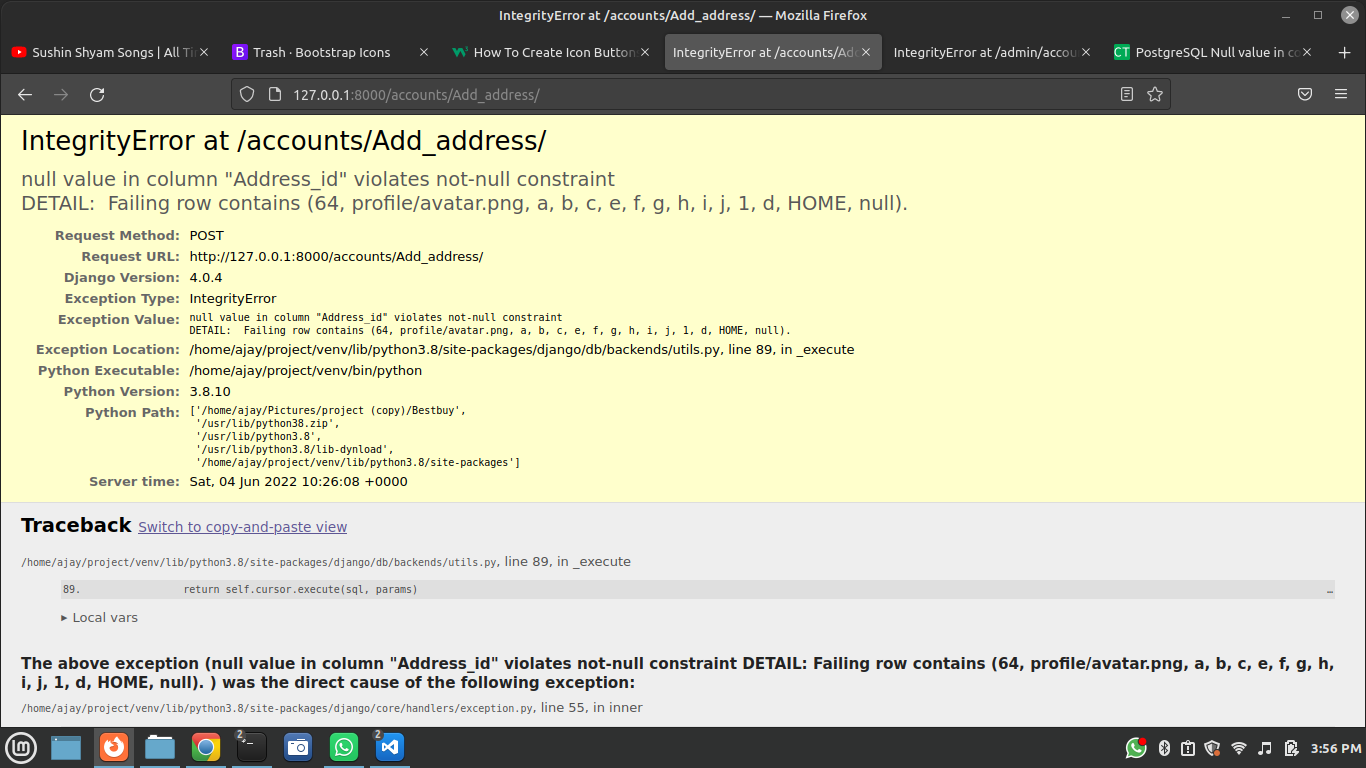 IntegrityError at /accounts/Add_address/ — Mozilla Firefox
Sushin Shyam Songs | All Ti
B Trash · Bootstrap Icons
How To Create Icon Button
IntegrityError at /accounts/Add
IntegrityError at /admin/accou
CT PostgreSQL Null value in co
127.0.0.1:8000/accounts/Add_address/
IntegrityError at /accounts/Add_address/
null value in column "Address_id" violates not-null constraint
DETAIL: Failing row contains (64, profile/avatar.png, a, b, c, e, f, g, h, i, j, 1, d, HOME, null).
Request Method: POST
Request URL: http://127.0.0.1:8000/accounts/Add_address/
Django Version: 4.0.4
Exception Type: IntegrityError
Exception Value: null value in column "Address_id" violates not-null constraint
DETAIL: Failing row contains (64, profile/avatar.png, a, b, c, e, f, g, h, i, j, 1, d, HOME, null).
Exception Location: /home/ajay/project/venv/lib/python3.8/site-packages/django/db/backends/utils.py, line 89, in _execute
Python Executable: /home/ajay/project/venv/bin/python
Python Version: 3.8.10
Python Path: ['/home/ajay/Pictures/project (copy)/Bestbuy',
'/usr/lib/python38.zip',
'/usr/lib/python3.8',
'/usr/lib/python3.8/lib-dynload',
'/home/ajay/project/venv/lib/python3.8/site-packages']
Server time: Sat, 04 Jun 2022 10:26:08 +0000
Traceback Switch to copy-and-paste view
/home/ajay/project/venv/lib/python3.8/site-packages/django/db/backends/utils.py, line 89, in _execute
89. return self.cursor.execute(sql, params) …
▸ Local vars
The above exception (null value in column "Address_id" violates not-null constraint DETAIL: Failing row contains (64, profile/avatar.png, a, b, c, e, f, g, h,
i, j, 1, d, HOME, null). ) was the direct cause of the following exception:
/home/ajay/project/venv/lib/python3.8/site-packages/django/core/handlers/exception.py, line 55, in inner
2
2
3:56 PM